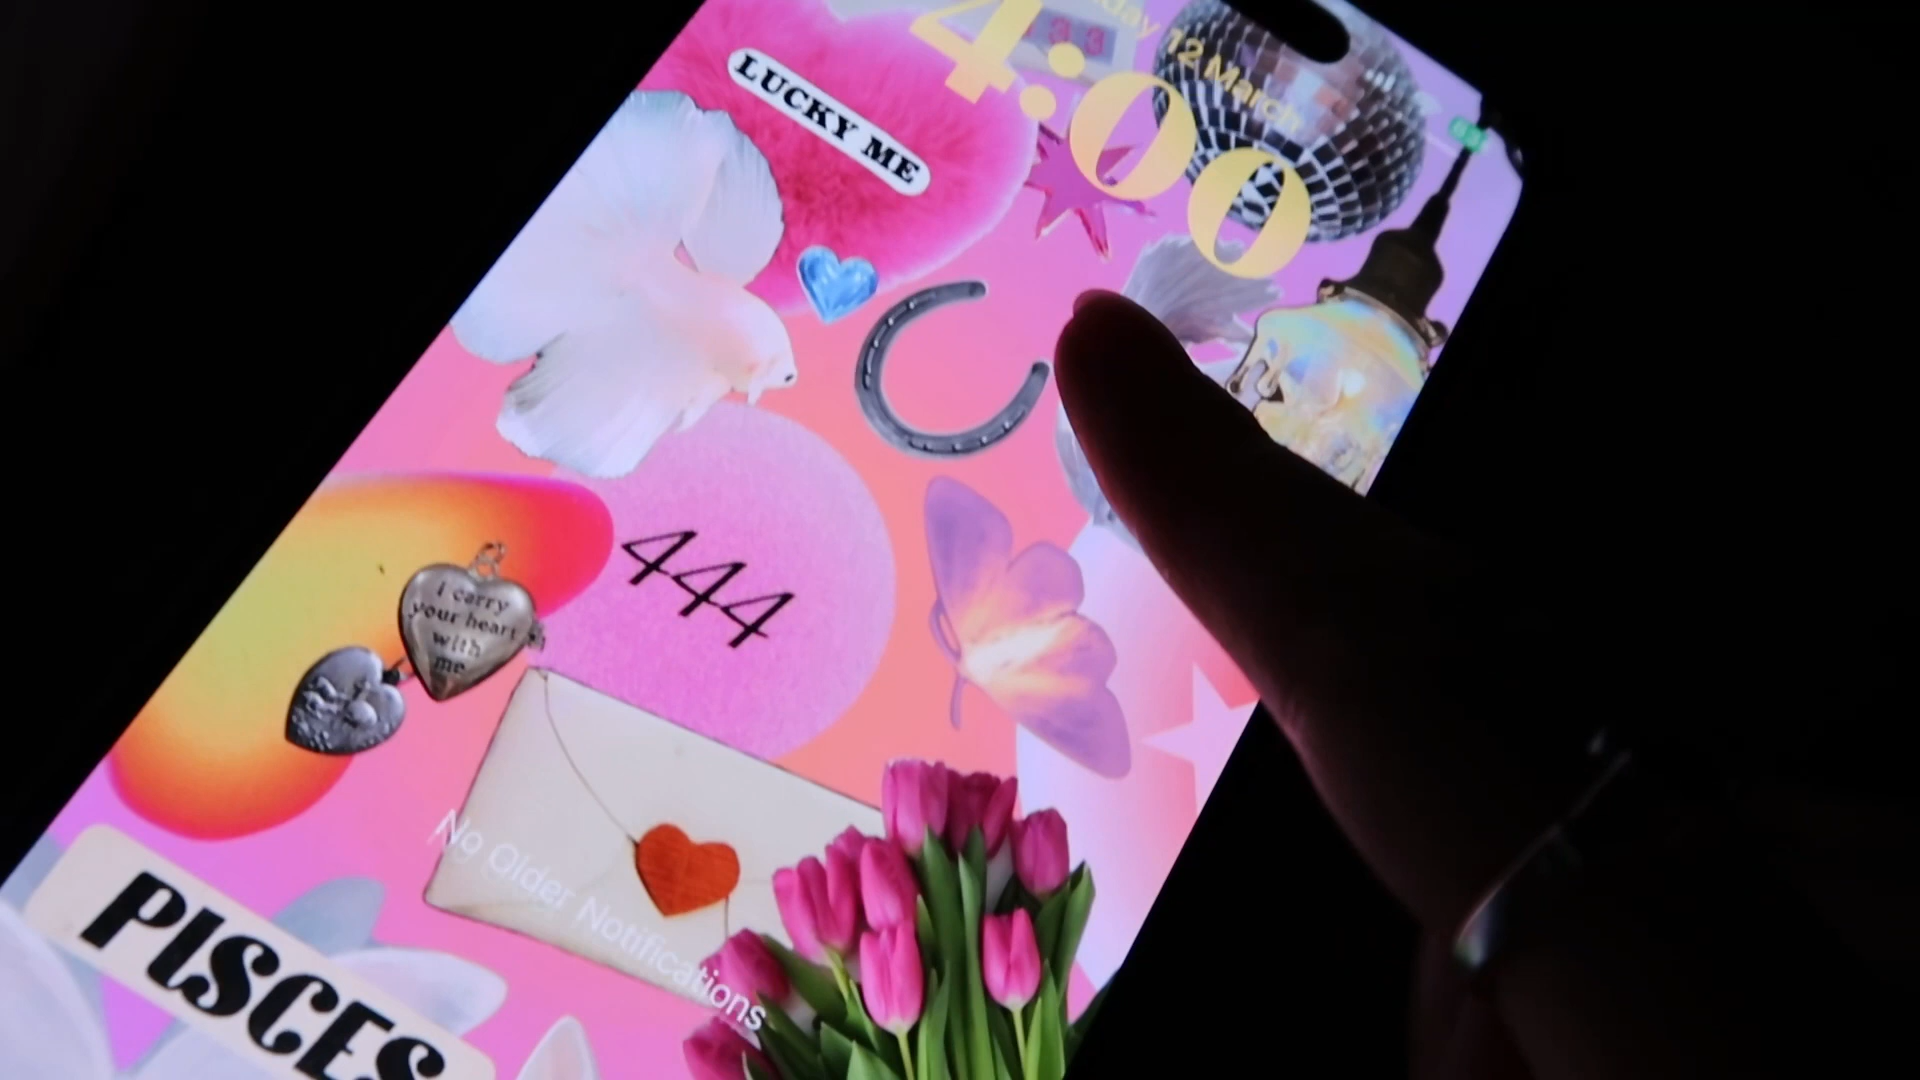 12 March
4:00
LUCKY ME
444
i carry
your heart
with
me
No Older Notifications
PISCES